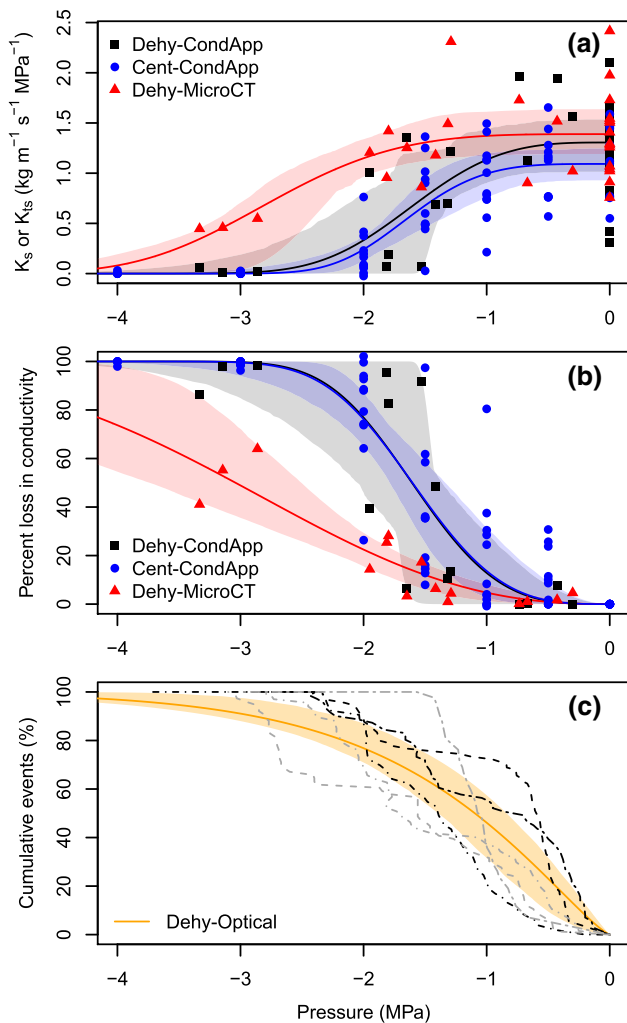 (a)
Dehy-CondApp
Cent-CondApp
Dehy-MicroCT
Ks or Kts (kg m⁻¹ s⁻¹ MPa⁻¹)
2.5
2.0
1.5
1.0
0.5
0.0
−4 −3 −2 −1 0
(b)
Percent loss in conductivity
100
80
60
40
20
0
Dehy-CondApp
Cent-CondApp
Dehy-MicroCT
−4 −3 −2 −1 0
(c)
Cumulative events (%)
100
80
60
40
20
0
Dehy-Optical
−4 −3 −2 −1 0
Pressure (MPa)